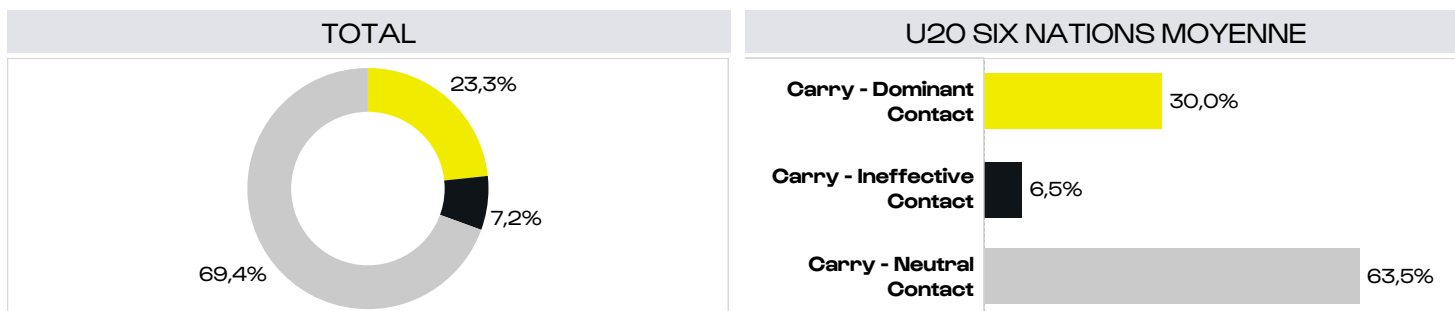 TOTAL
23,3%
7,2%
69,4%
U20 SIX NATIONS MOYENNE
Carry - Dominant
Contact
30,0%
Carry - Ineffective
Contact
6,5%
Carry - Neutral
Contact
63,5%